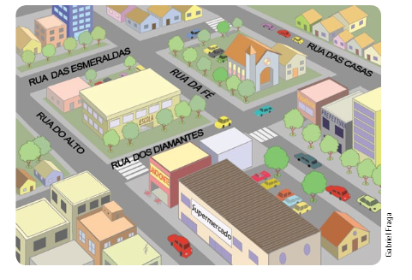 RUA DAS ESMERALDAS
RUA DA FÉ
RUA DAS CASAS
RUA DO ALTO
ESCOLA
RUA DOS DIAMANTES
Supermercado
Gabriel Fraga